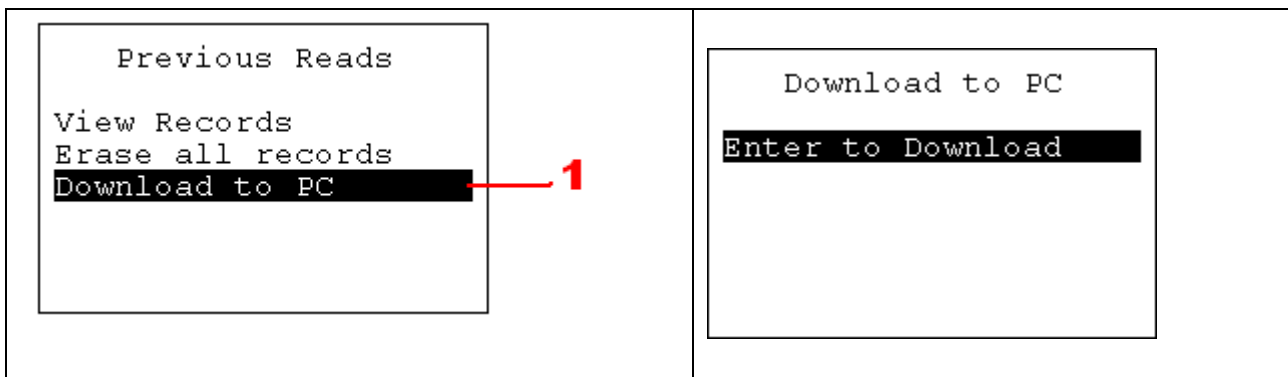 Previous Reads
View Records
Erase all records
Download to PC
1
Download to PC
Enter to Download